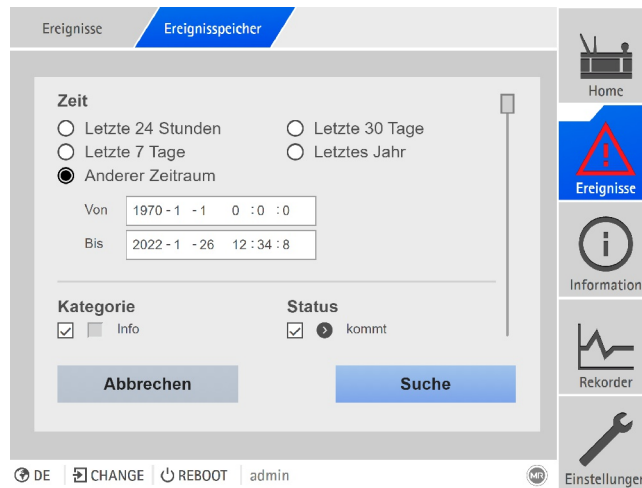 Ereignisse Ereignisspeicher
Home
Zeit
Letzte 24 Stunden Letzte 30 Tage
Letzte 7 Tage Letztes Jahr
Anderer Zeitraum
Von 1970 - 1 - 1 0 : 0 : 0
Bis 2022 - 1 - 26 12 : 34 : 8
Ereignisse
Information
Kategorie Status
Info kommt
Abbrechen Suche
Rekorder
DE CHANGE REBOOT admin MR
Einstellungen